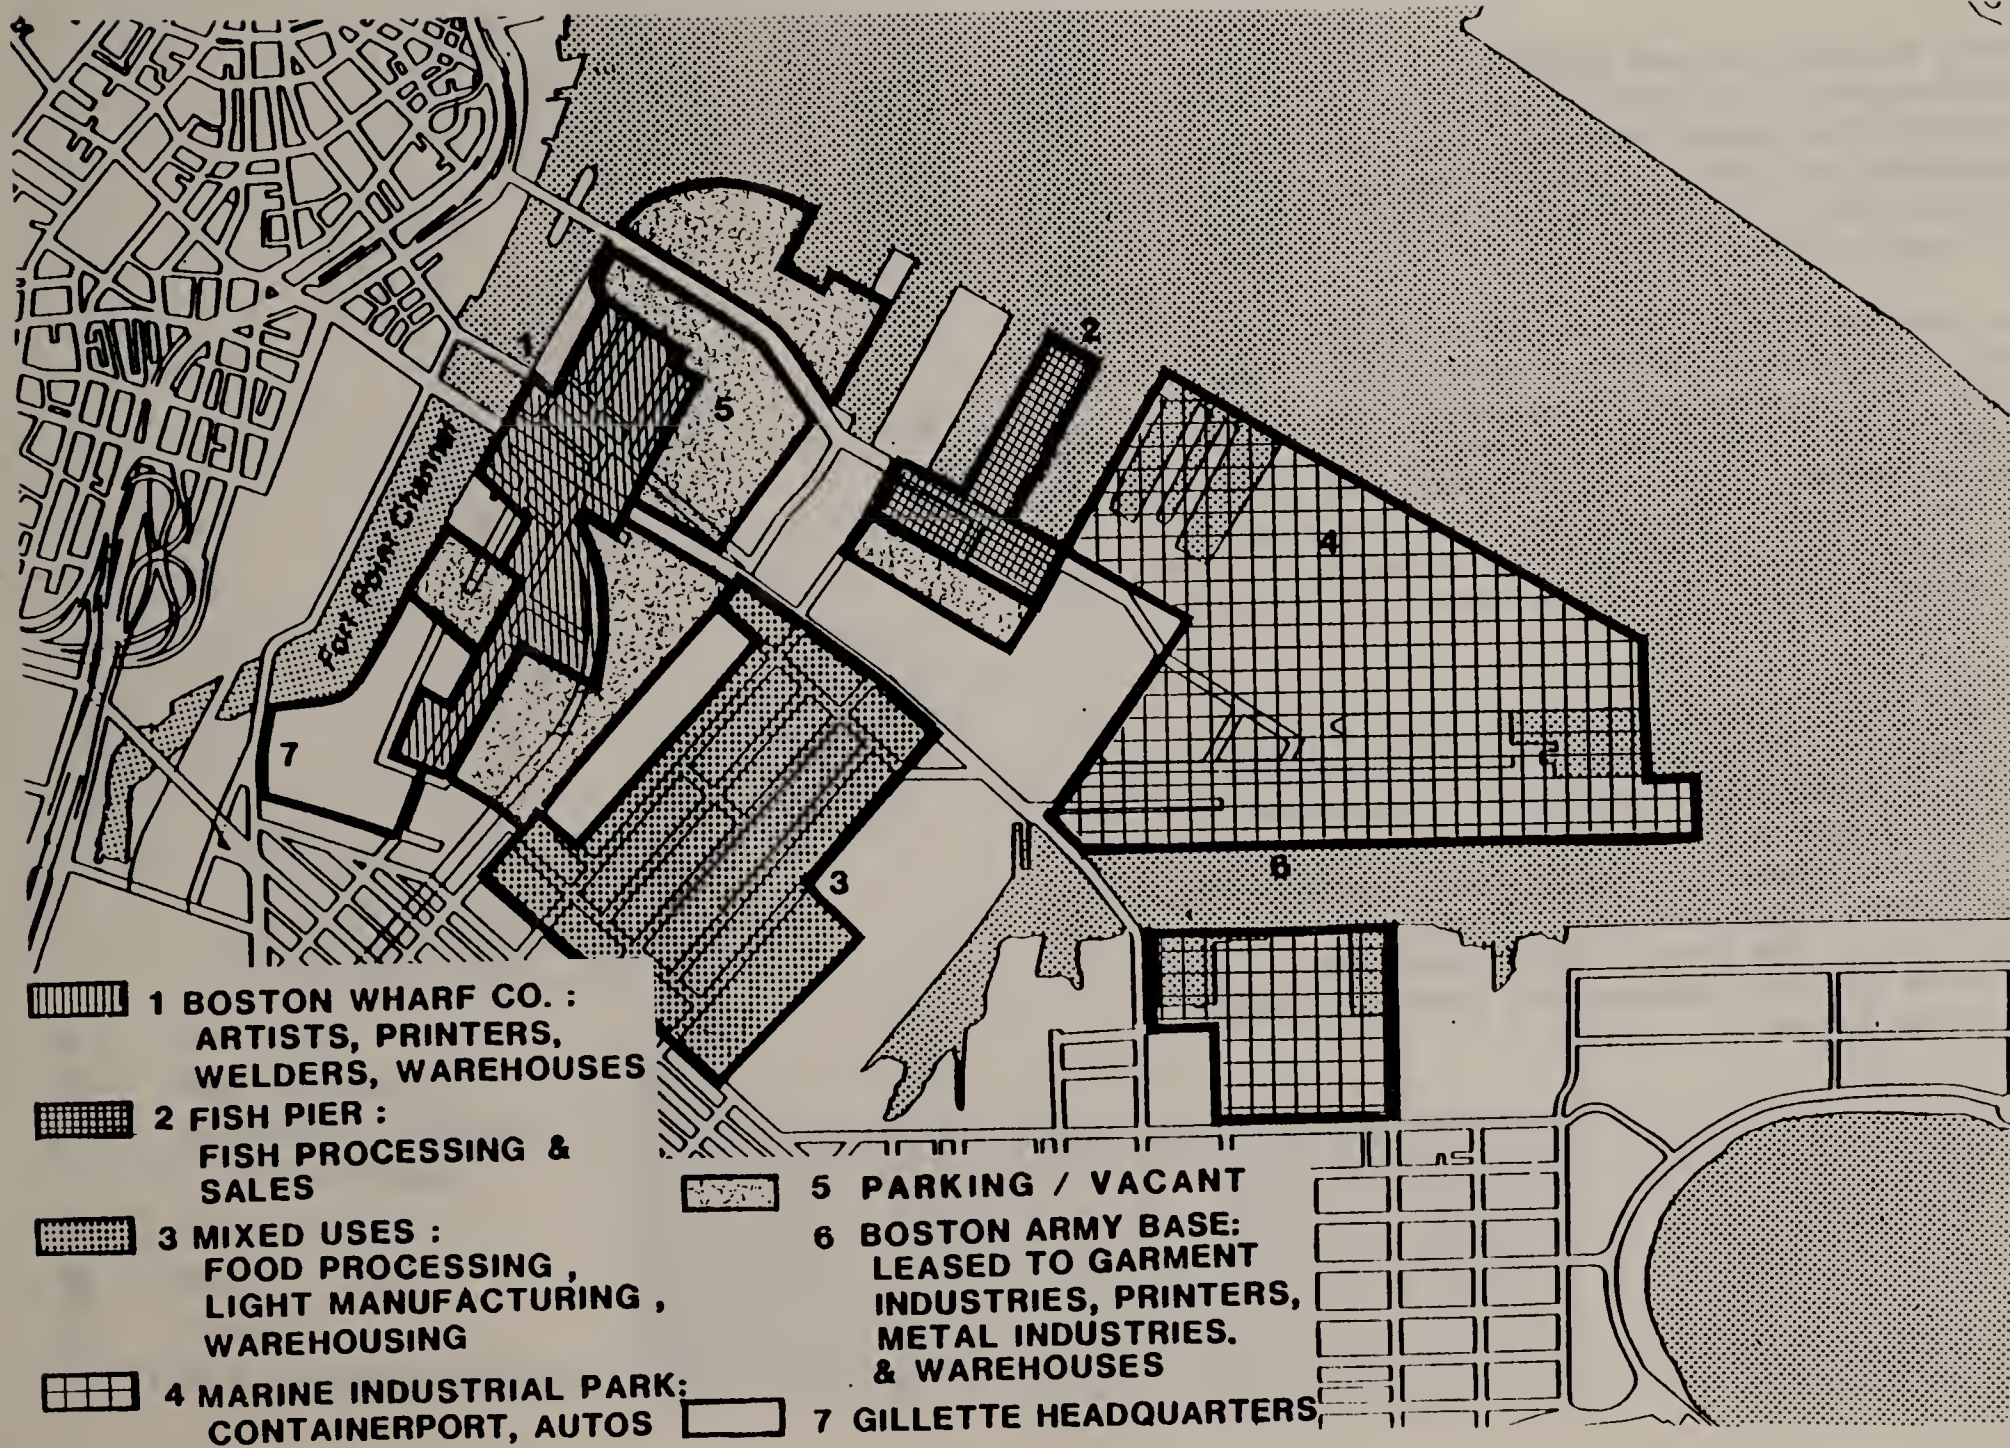 1
2
5
4
Fort Point Channel
7
3
6
1 BOSTON WHARF CO. :
ARTISTS, PRINTERS,
WELDERS, WAREHOUSES
2 FISH PIER :
FISH PROCESSING &
SALES
3 MIXED USES :
FOOD PROCESSING ,
LIGHT MANUFACTURING ,
WAREHOUSING
4 MARINE INDUSTRIAL PARK:
CONTAINERPORT, AUTOS
5 PARKING / VACANT
6 BOSTON ARMY BASE:
LEASED TO GARMENT
INDUSTRIES, PRINTERS,
METAL INDUSTRIES.
& WAREHOUSES
7 GILLETTE HEADQUARTERS